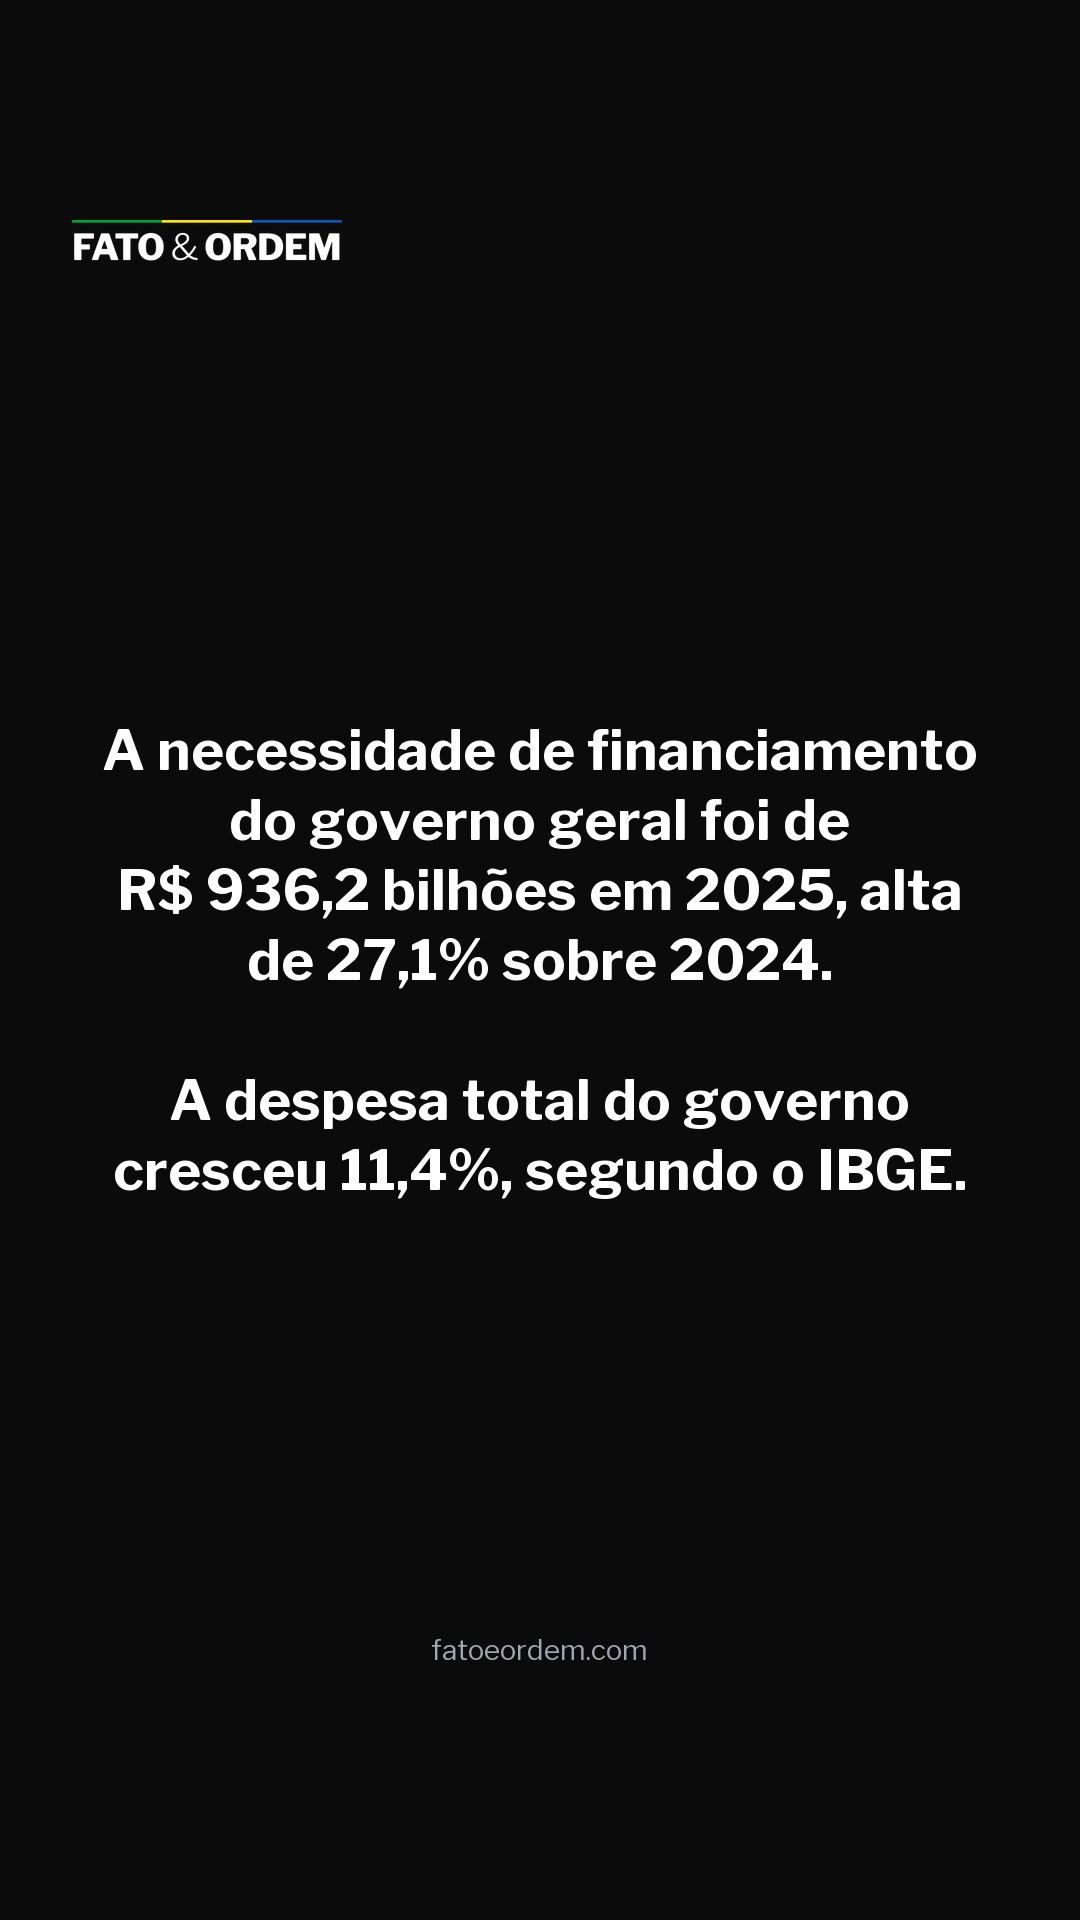 FATO & ORDEM
A necessidade de financiamento
do governo geral foi de
R$ 936,2 bilhões em 2025, alta
de 27,1% sobre 2024.
A despesa total do governo
cresceu 11,4%, segundo o IBGE.
fatoeordem.com